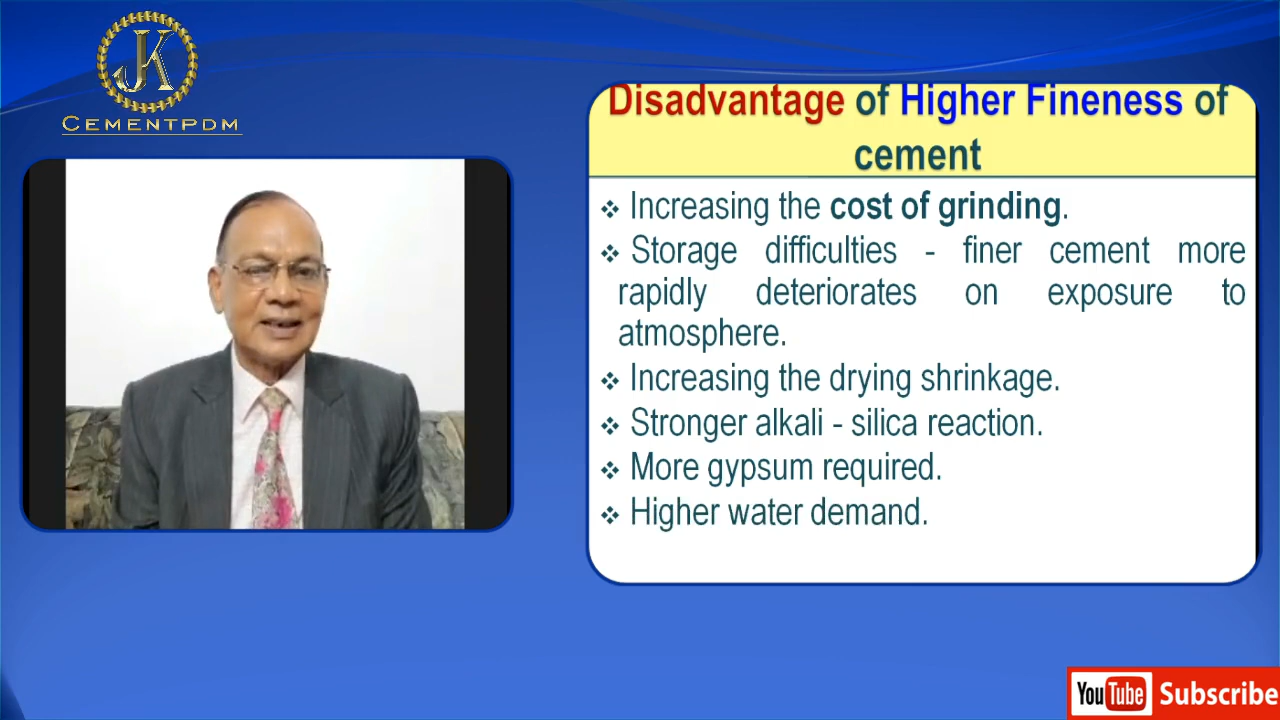 JK
CEMENTPDM
Disadvantage of Higher Fineness of
cement
❖ Increasing the cost of grinding.
❖ Storage difficulties - finer cement more
rapidly deteriorates on exposure to
atmosphere.
❖ Increasing the drying shrinkage.
❖ Stronger alkali - silica reaction.
❖ More gypsum required.
❖ Higher water demand.
YouTube Subscribe